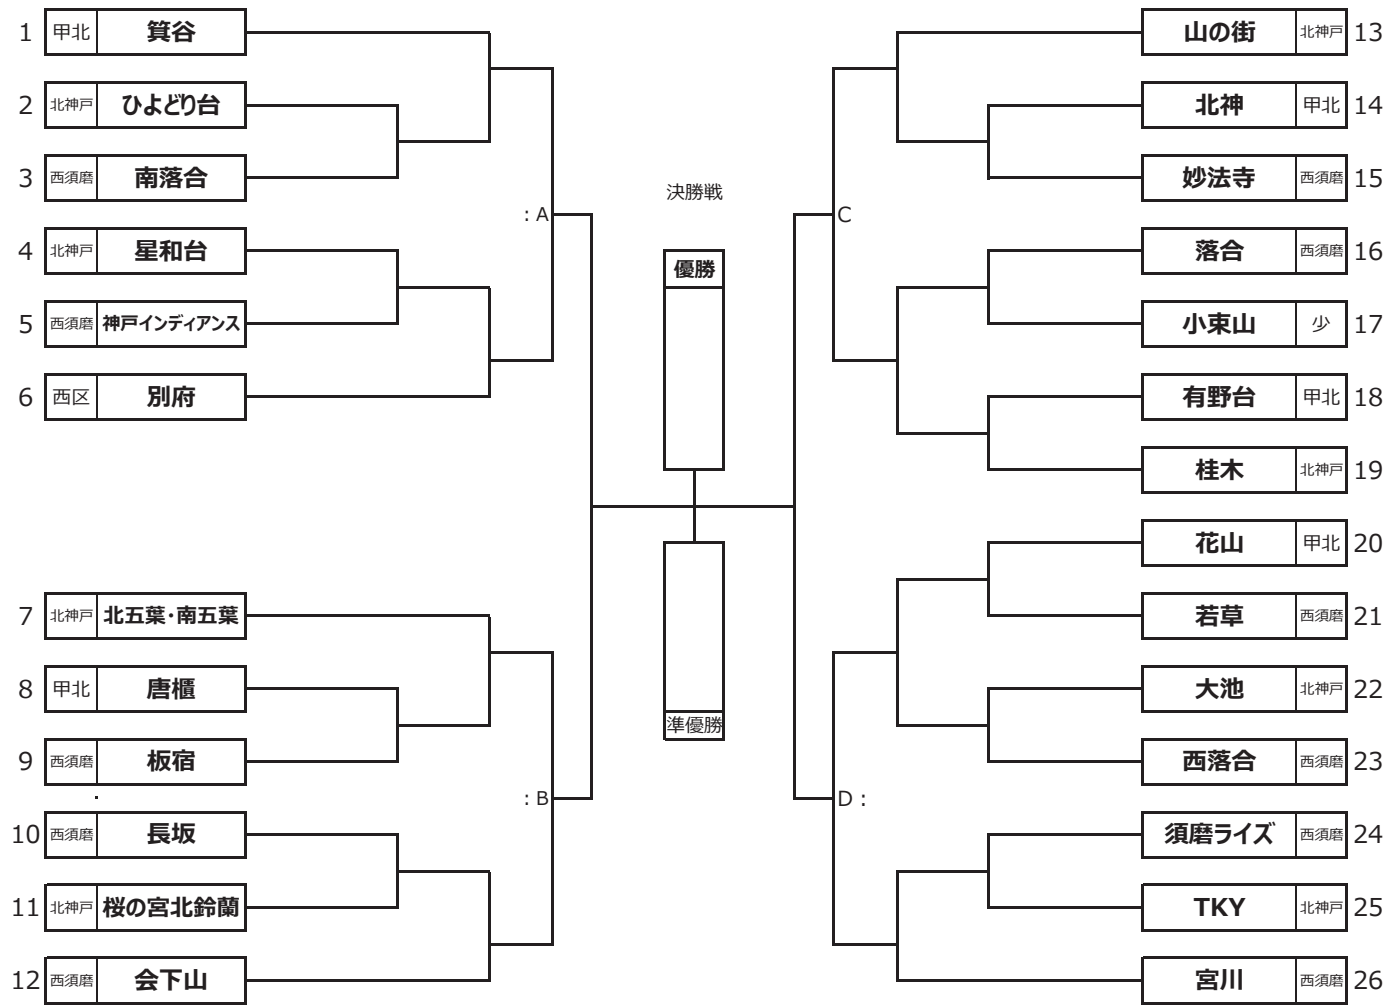 1 甲北 箕谷
2 北神戸 ひよどり台
3 西須磨 南落合
: A
4 北神戸 星和台
5 西須磨 神戸インディアンス
6 西区 別府
7 北神戸 北五葉・南五葉
8 甲北 唐櫃
9 西須磨 板宿
: B
10 西須磨 長坂
11 北神戸 桜の宮北鈴蘭
12 西須磨 会下山
決勝戦
優勝
準優勝
山の街 北神戸 13
北神 甲北 14
妙法寺 西須磨 15
C
落合 西須磨 16
小束山 少 17
有野台 甲北 18
桂木 北神戸 19
花山 甲北 20
若草 西須磨 21
大池 北神戸 22
西落合 西須磨 23
D :
須磨ライズ 西須磨 24
TKY 北神戸 25
宮川 西須磨 26